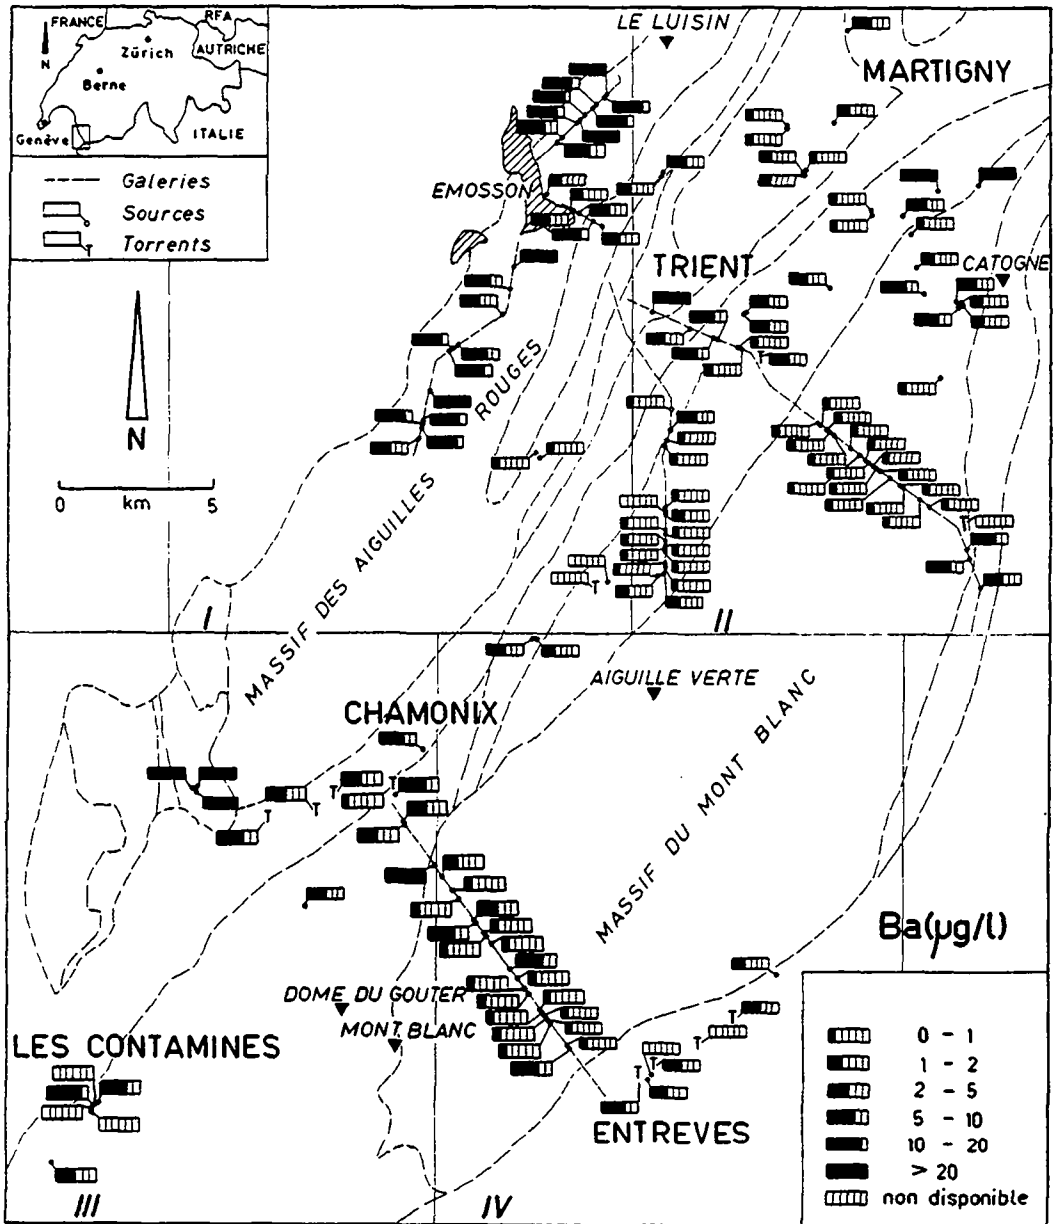 FRANCE
RFA
Zürich
AUTRICHE
N
Berne
Genève
ITALIE
Galeries
Sources
T Torrents
LE LUISIN
MARTIGNY
EMOSSON
TRIENT
CATOGNE
N
0 km 5
MASSIF DES AIGUILLES ROUGES
I
II
AIGUILLE VERTE
CHAMONIX
MASSIF DU MONT BLANC
Ba(µg/l)
DOME DU GOUTER
MONT BLANC
LES CONTAMINES
ENTREVES
0 - 1
1 - 2
2 - 5
5 - 10
10 - 20
> 20
non disponible
III
IV
T
T
T
T
T
T
T
T
T
T
T